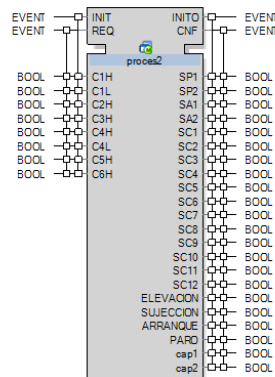 EVENT INIT INITO EVENT
EVENT REQ CNF EVENT
proces2
BOOL C1H SP1 BOOL
BOOL C1L SP2 BOOL
BOOL C2H SA1 BOOL
BOOL C3H SA2 BOOL
BOOL C4H SC1 BOOL
BOOL C4L SC2 BOOL
BOOL C5H SC3 BOOL
BOOL C6H SC4 BOOL
SC5 BOOL
SC6 BOOL
SC7 BOOL
SC8 BOOL
SC9 BOOL
SC10 BOOL
SC11 BOOL
SC12 BOOL
ELEVACION BOOL
SUJECCION BOOL
ARRANQUE BOOL
PARO BOOL
cap1 BOOL
cap2 BOOL